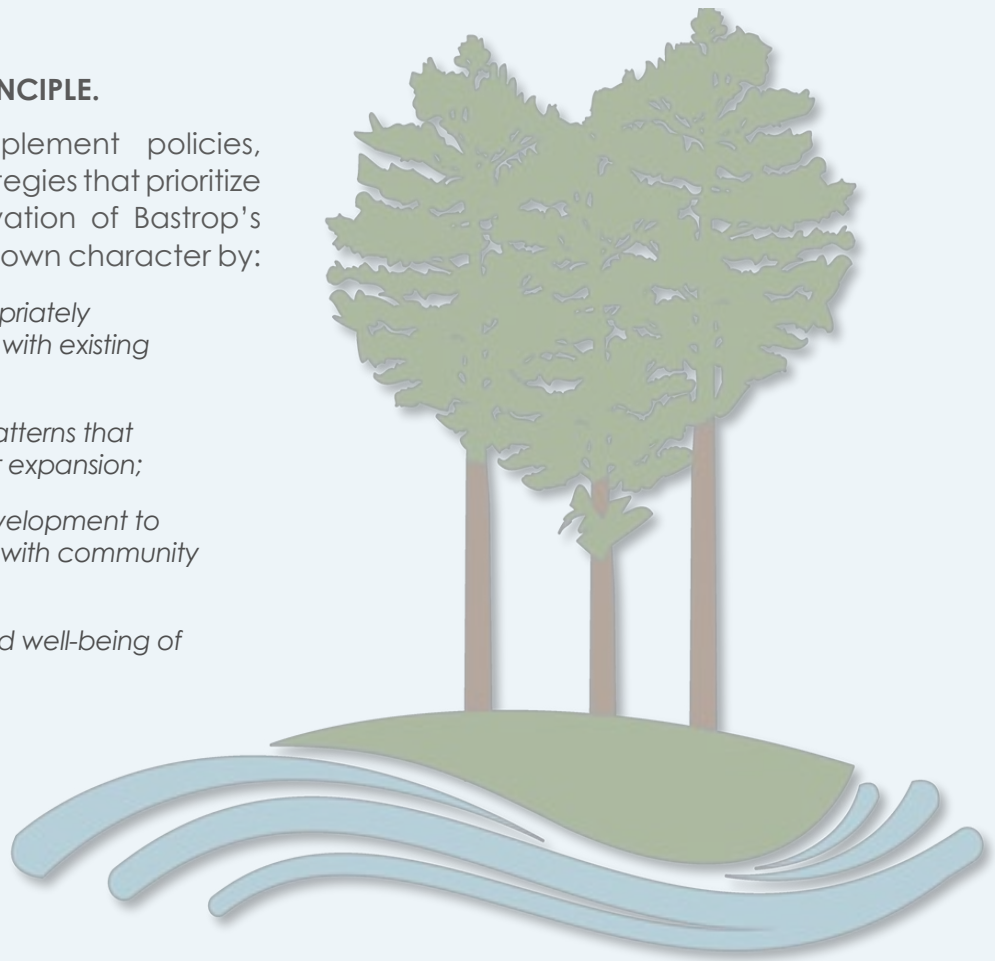 NCIPLE.
plement policies,
tegies that prioritize
vation of Bastrop's
own character by:
priately
with existing
atterns that
r expansion;
velopment to
with community
d well-being of